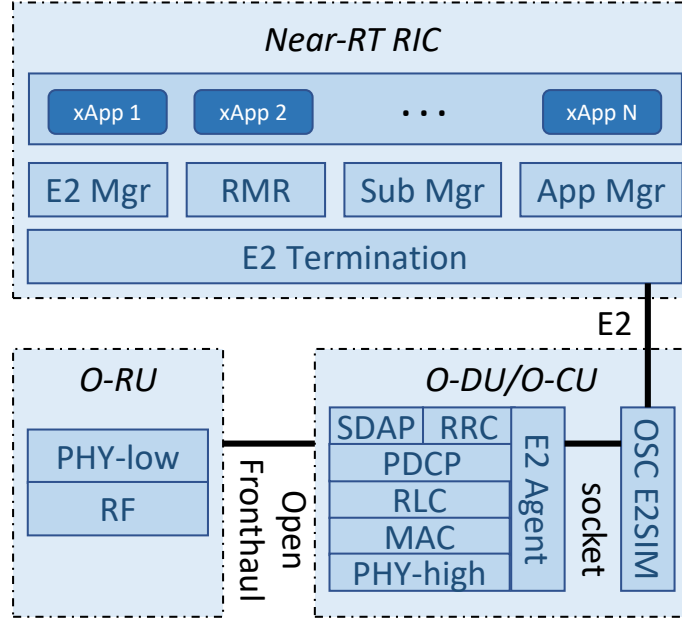 Near-RT RIC
xApp 1 xApp 2 ... xApp N
E2 Mgr RMR Sub Mgr App Mgr
E2 Termination
E2
O-RU
PHY-low
RF
Open
Fronthaul
O-DU/O-CU
SDAP RRC
PDCP
RLC
MAC
PHY-high
E2 Agent
socket
OSC E2SIM